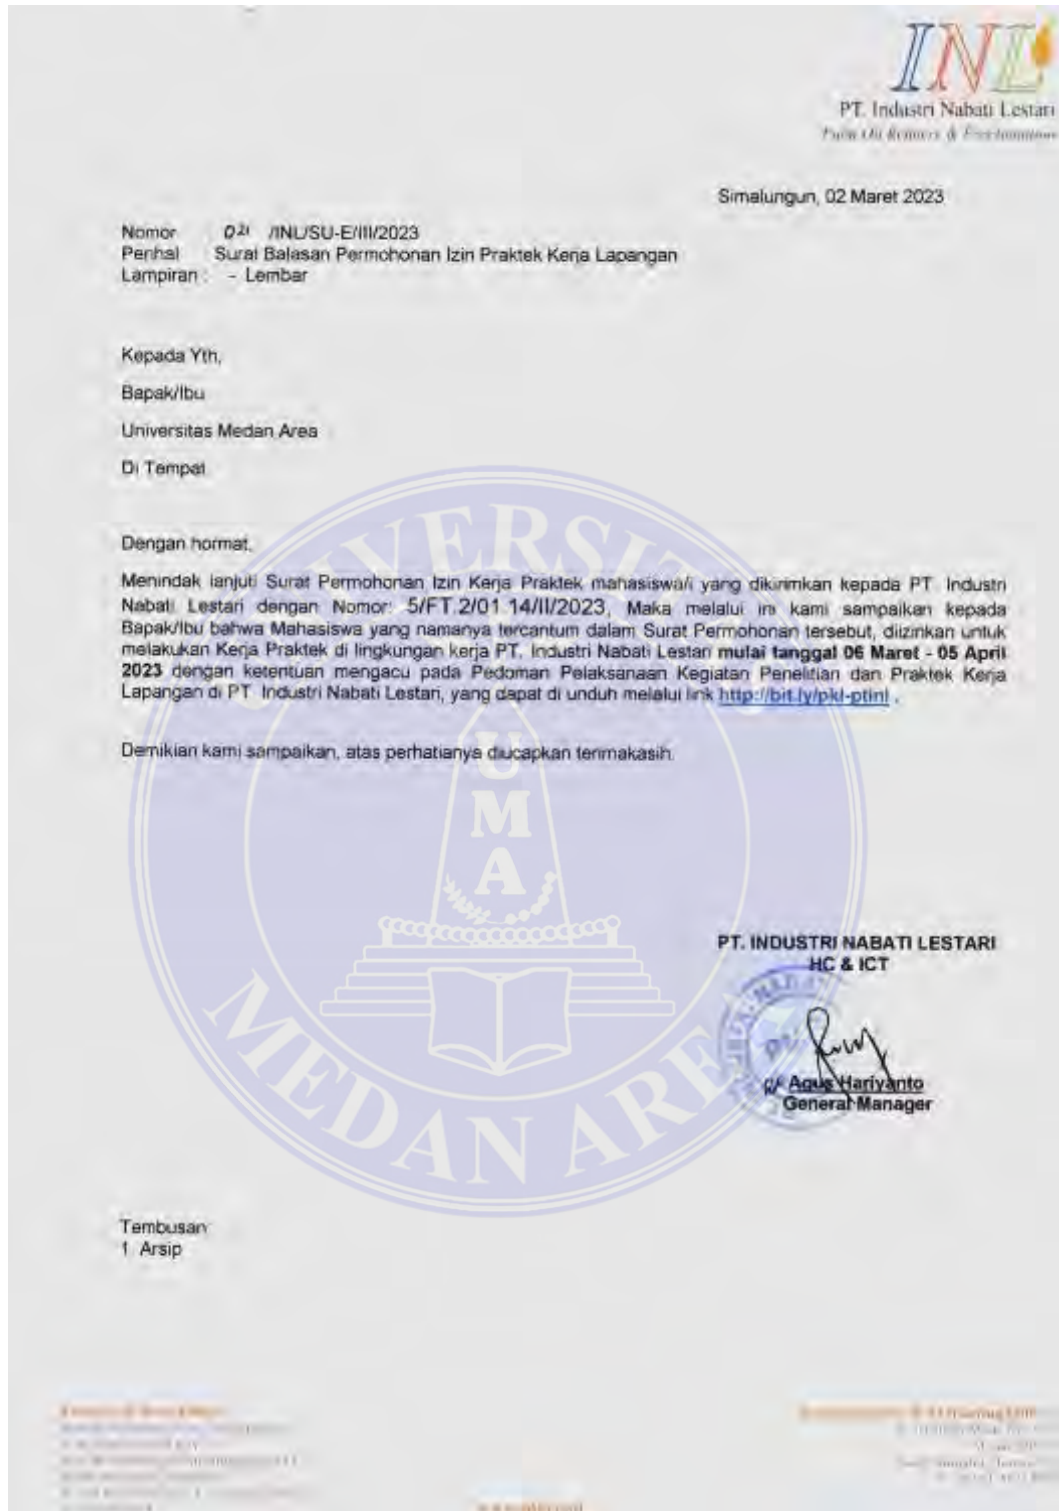 INL
PT. Industri Nabati Lestari
Simalungun, 02 Maret 2023
Nomor 021 /INL/SU-E/III/2023
Perihal Surat Balasan Permohonan Izin Praktek Kerja Lapangan
Lampiran : - Lembar
Kepada Yth,
Bapak/Ibu
Universitas Medan Area
Di Tempat
Dengan hormat,
Menindak lanjuti Surat Permohonan Izin Kerja Praktek mahasiswa/i yang dikirimkan kepada PT. Industri
Nabati Lestari dengan Nomor: 5/FT.2/01.14/II/2023, Maka melalui ini kami sampaikan kepada
Bapak/Ibu bahwa Mahasiswa yang namanya tercantum dalam Surat Permohonan tersebut, diizinkan untuk
melakukan Kerja Praktek di lingkungan kerja PT. Industri Nabati Lestari mulai tanggal 06 Maret - 05 April
2023 dengan ketentuan mengacu pada Pedoman Pelaksanaan Kegiatan Penelitian dan Praktek Kerja
Lapangan di PT. Industri Nabati Lestari, yang dapat di unduh melalui link http://bit.ly/pkl-ptinl .
Demikian kami sampaikan, atas perhatianya diucapkan terimakasih.
UNIVERSITAS
UMA
MEDAN AREA
PT. INDUSTRI NABATI LESTARI
HC & ICT
Agus Hariyanto
General Manager
Tembusan
1 Arsip